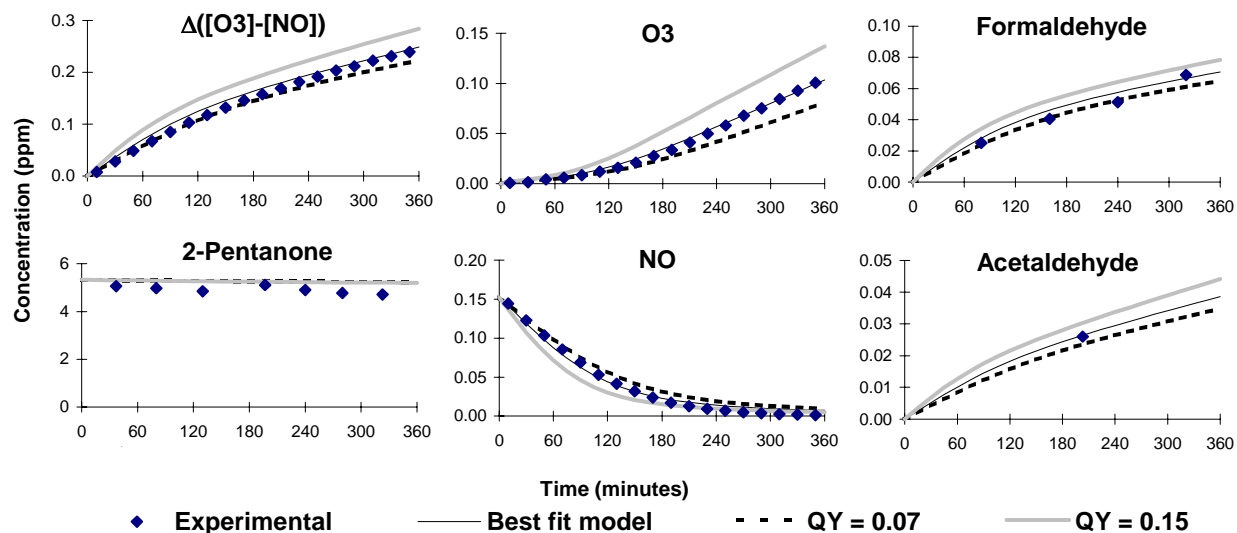 Δ([O3]-[NO])
O3
Formaldehyde
0.3
0.2
0.1
0.0
0 60 120 180 240 300 360
0.15
0.10
0.05
0.00
0 60 120 180 240 300 360
0.10
0.08
0.06
0.04
0.02
0.00
0 60 120 180 240 300 360
Concentration (ppm)
2-Pentanone
NO
Acetaldehyde
6
4
2
0
0 60 120 180 240 300 360
0.20
0.15
0.10
0.05
0.00
0 60 120 180 240 300 360
0.05
0.04
0.03
0.02
0.01
0.00
0 60 120 180 240 300 360
Time (minutes)
Experimental Best fit model QY = 0.07 QY = 0.15